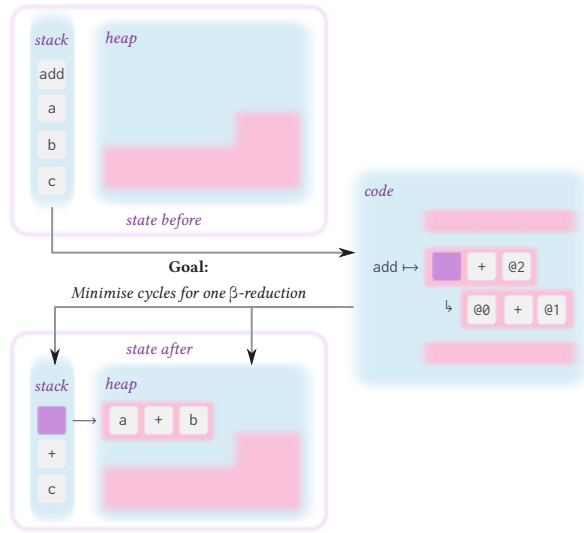 stack
heap
add
a
b
c
state before
code
add ↦ + @2
↳ @0 + @1
Goal:
Minimise cycles for one β-reduction
state after
stack
heap
a + b
+
c